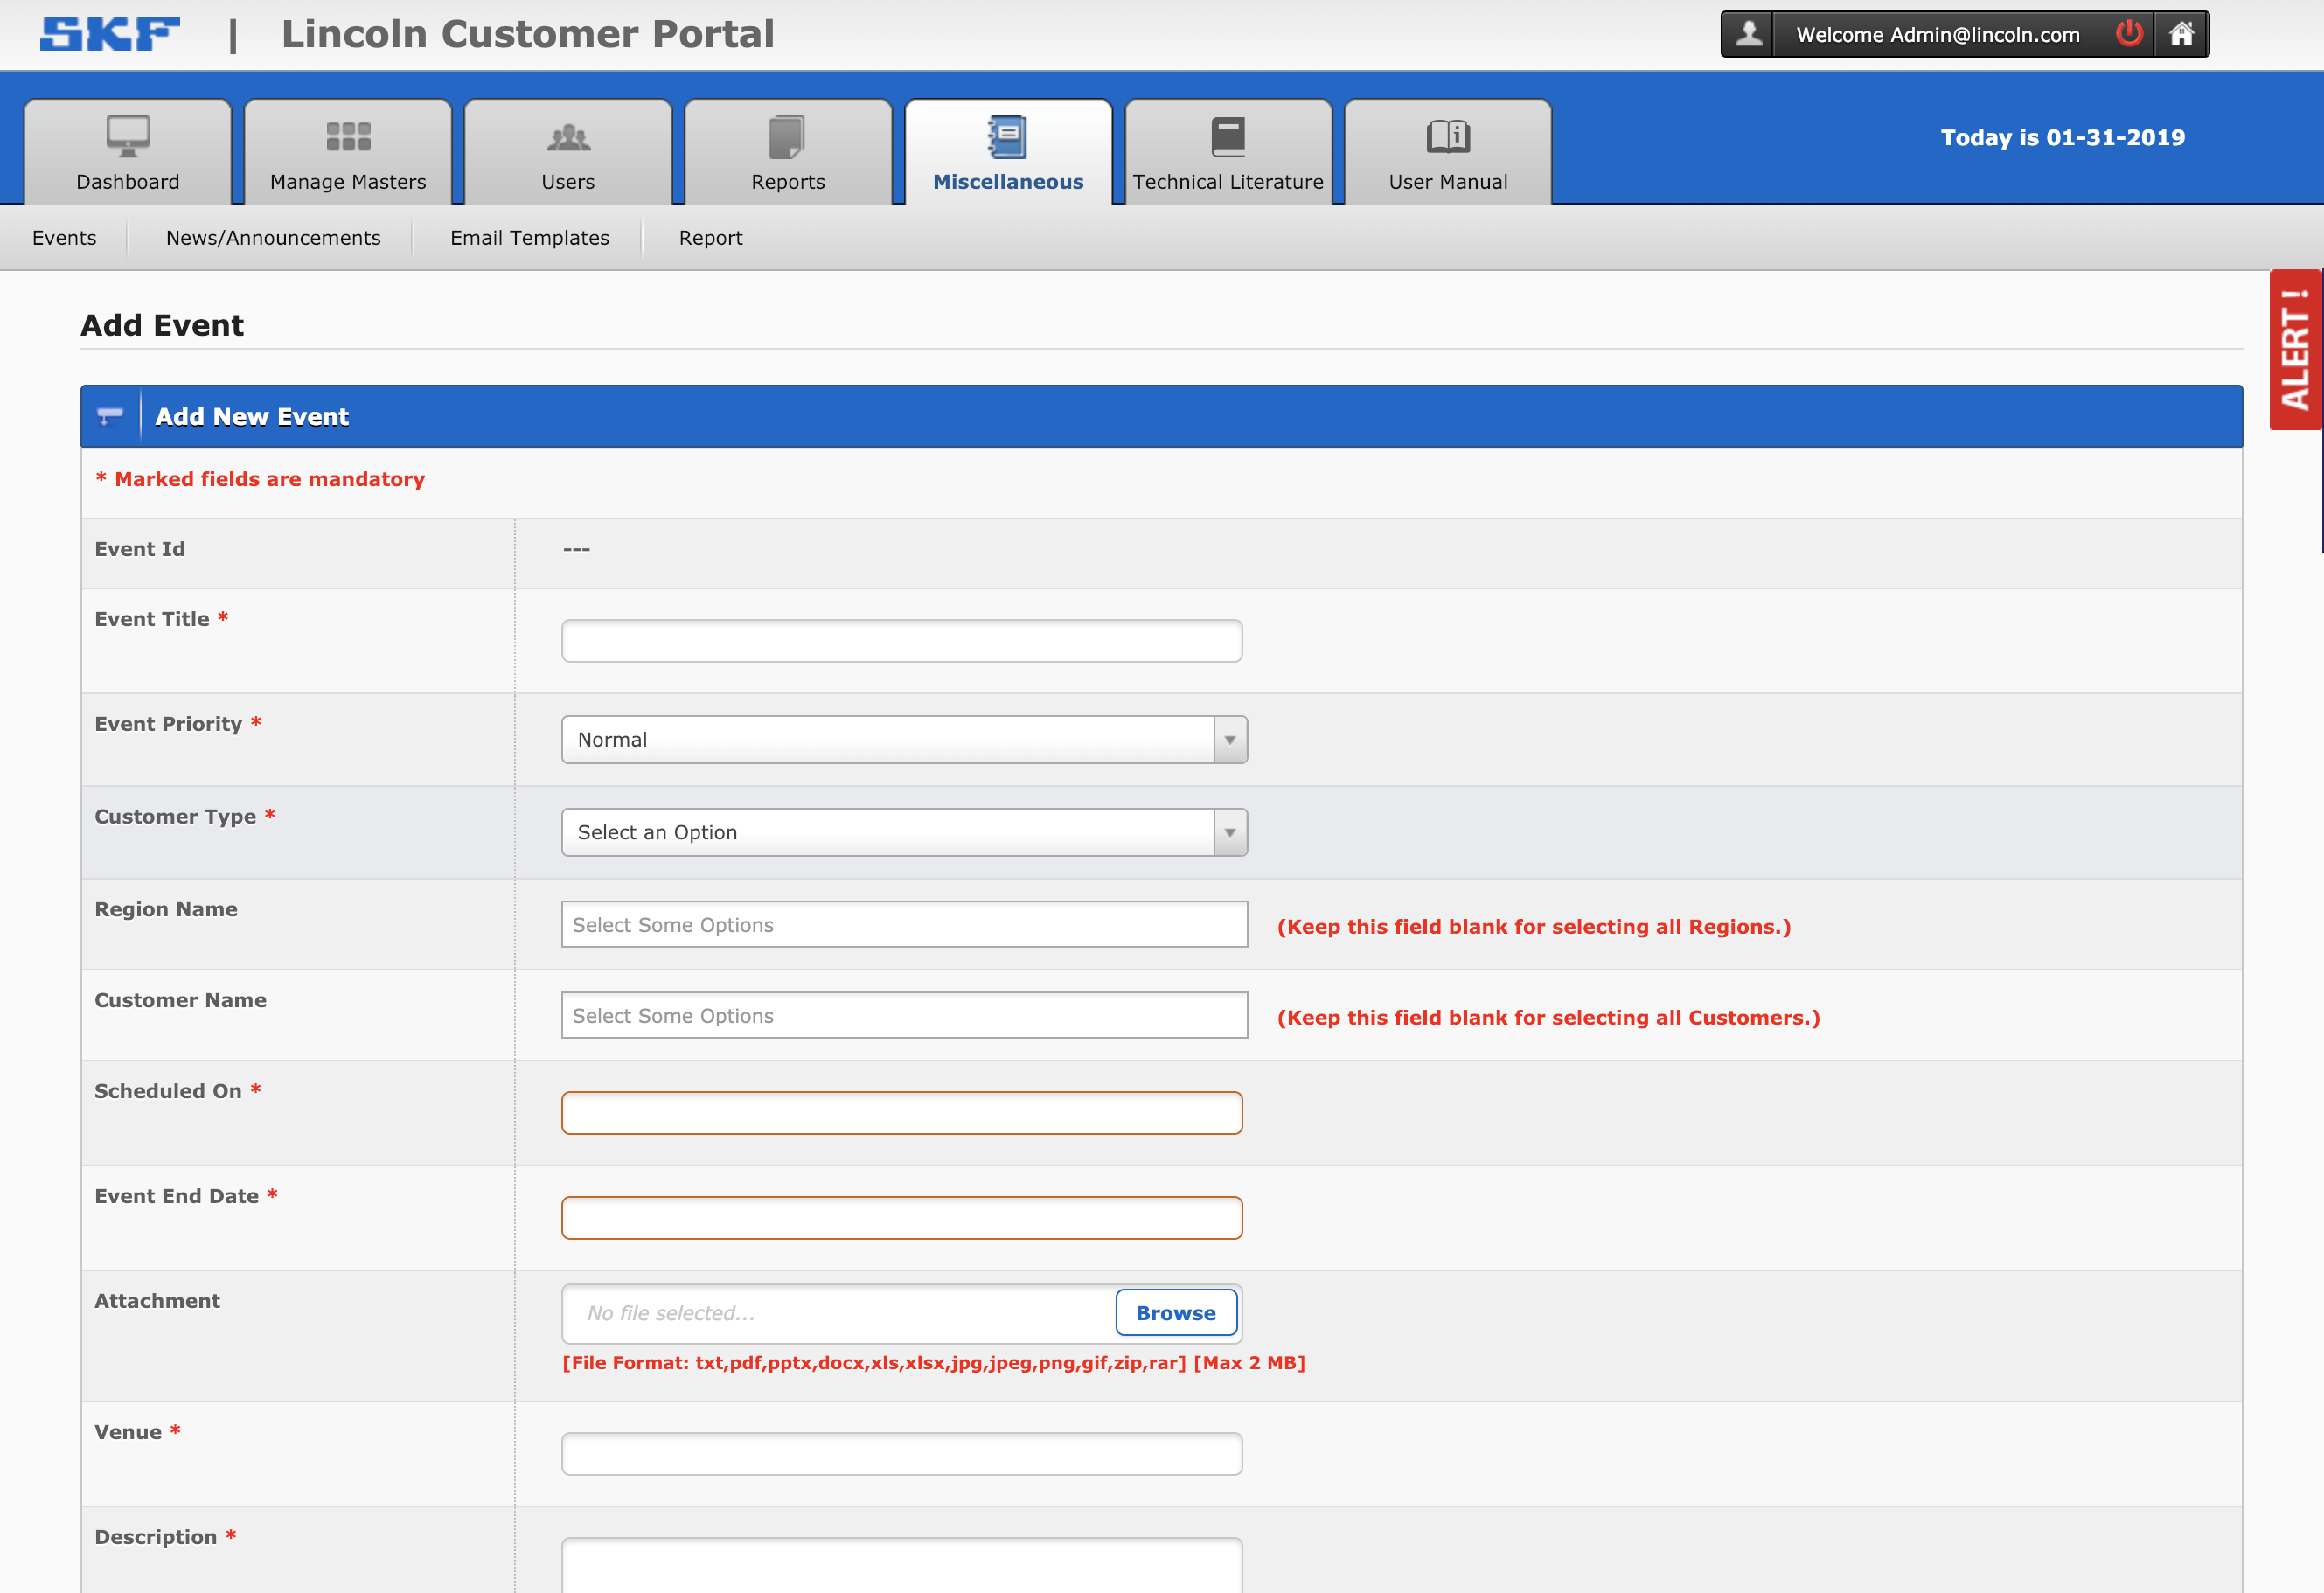 SKF | Lincoln Customer Portal
Welcome Admin@lincoln.com
Dashboard
Manage Masters
Users
Reports
Miscellaneous
Technical Literature
User Manual
Today is 01-31-2019
Events
News/Announcements
Email Templates
Report
ALERT !
Add Event
Add New Event
* Marked fields are mandatory
Event Id
---
Event Title *
Event Priority *
Normal
Customer Type *
Select an Option
Region Name
Select Some Options
(Keep this field blank for selecting all Regions.)
Customer Name
Select Some Options
(Keep this field blank for selecting all Customers.)
Scheduled On *
Event End Date *
Attachment
No file selected...
Browse
[File Format: txt,pdf,pptx,docx,xls,xlsx,jpg,jpeg,png,gif,zip,rar] [Max 2 MB]
Venue *
Description *